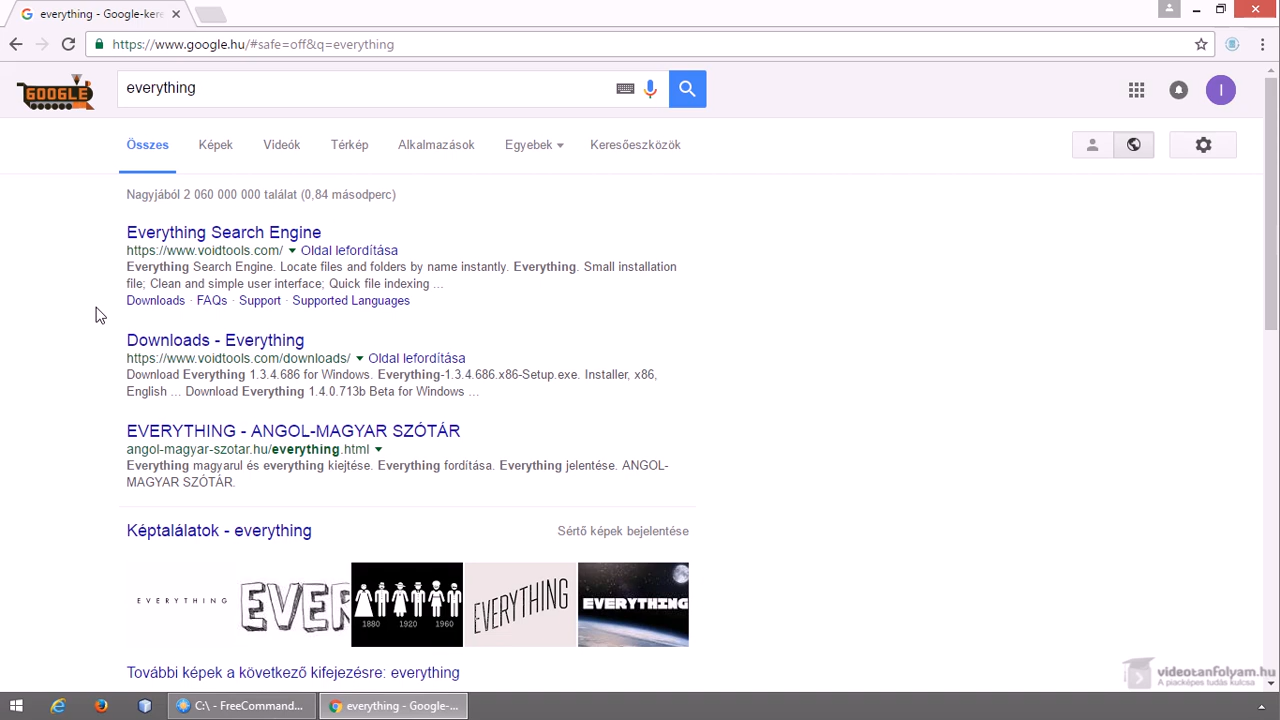 everything - Google-kere
https://www.google.hu/#safe=off&q=everything
GOOGLE
everything
I
Összes Képek Videók Térkép Alkalmazások Egyebek Keresőeszközök
Nagyjából 2 060 000 000 találat (0,84 másodperc)
Everything Search Engine
https://www.voidtools.com/ Oldal lefordítása
Everything Search Engine. Locate files and folders by name instantly. Everything. Small installation
file; Clean and simple user interface; Quick file indexing ...
Downloads · FAQs · Support · Supported Languages
Downloads - Everything
https://www.voidtools.com/downloads/ Oldal lefordítása
Download Everything 1.3.4.686 for Windows. Everything-1.3.4.686.x86-Setup.exe. Installer, x86,
English ... Download Everything 1.4.0.713b Beta for Windows ...
EVERYTHING - ANGOL-MAGYAR SZÓTÁR
angol-magyar-szotar.hu/everything.html
Everything magyarul és everything kiejtése. Everything fordítása. Everything jelentése. ANGOL-
MAGYAR SZÓTÁR.
Képtalálatok - everything Sértő képek bejelentése
EVERYTHING
EVER
1880 1920 1960
EVERYTHING
EVERYTHING
További képek a következő kifejezésre: everything
videotanfolyam.hu
A piacképes tudás kulcsa
C:\ - FreeCommand... everything - Google-...